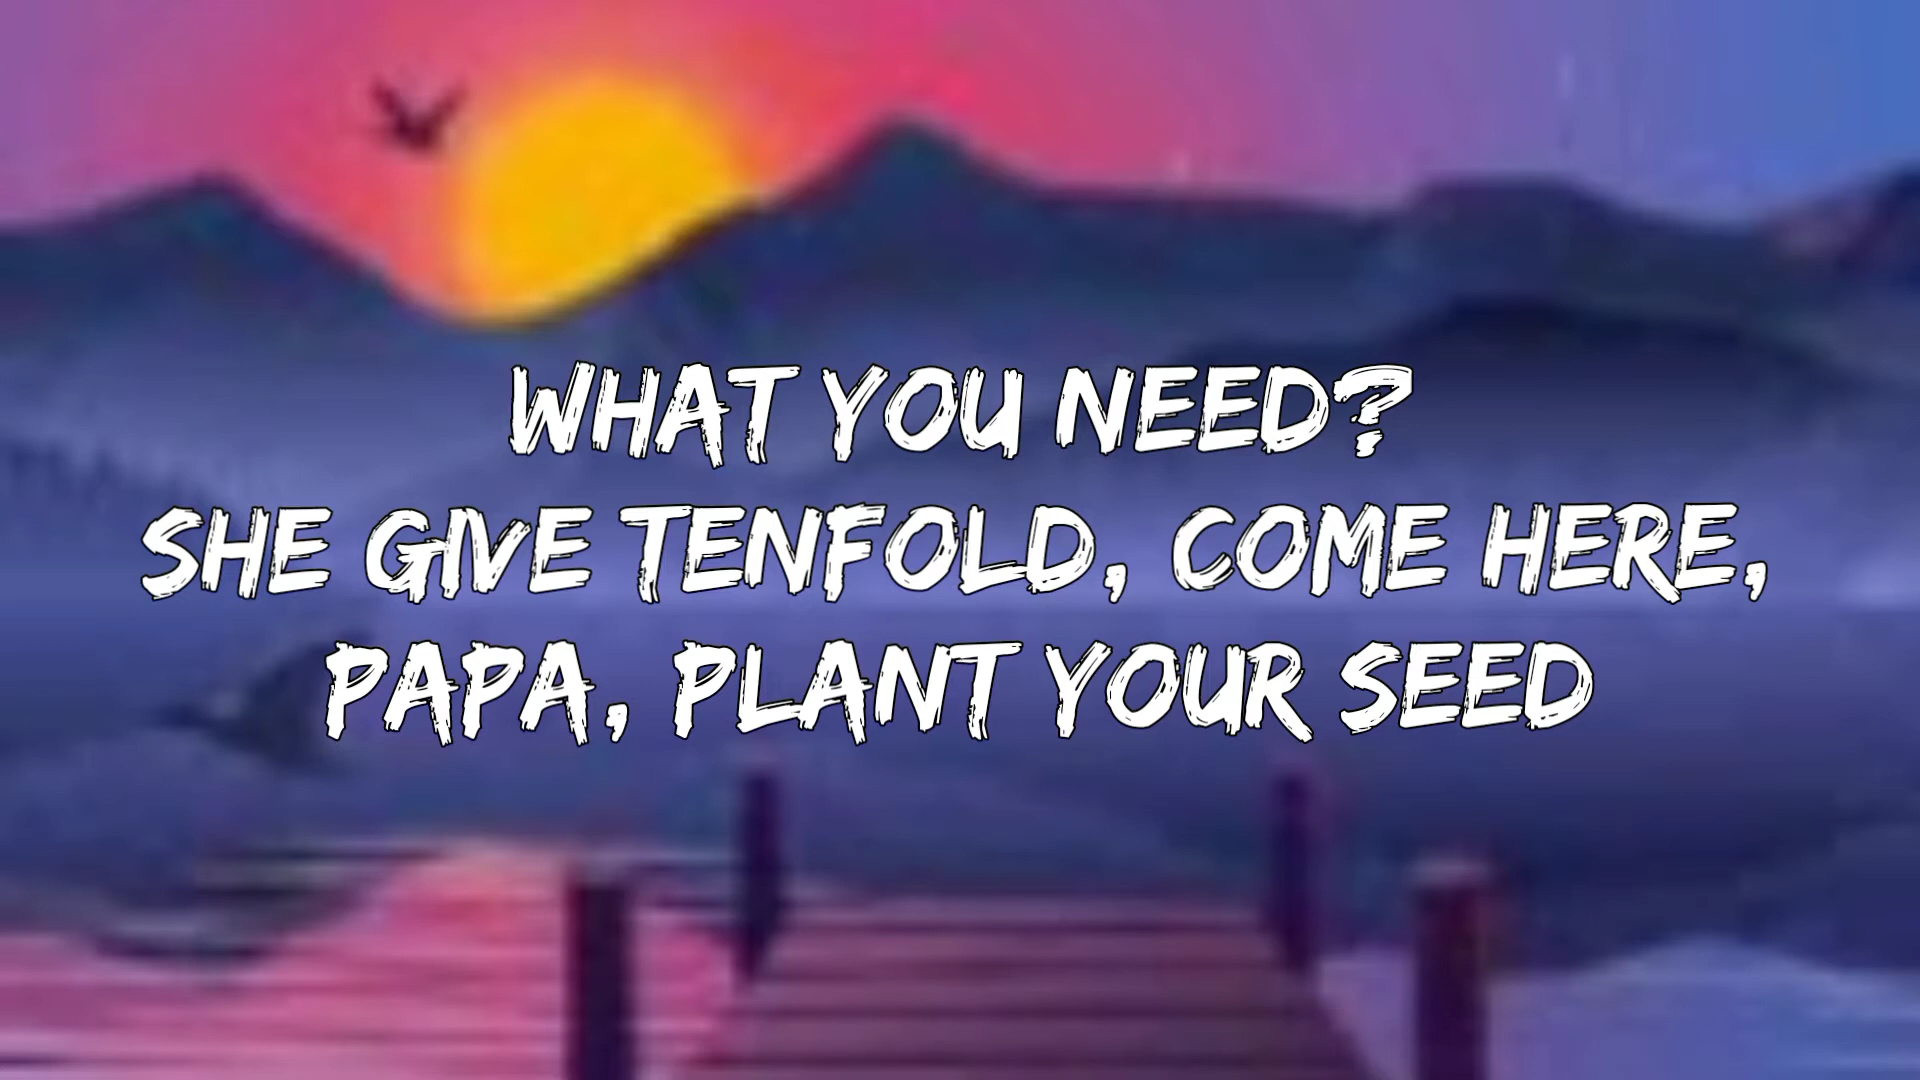 WHAT YOU NEED?
SHE GIVE TENFOLD, COME HERE,
PAPA, PLANT YOUR SEED